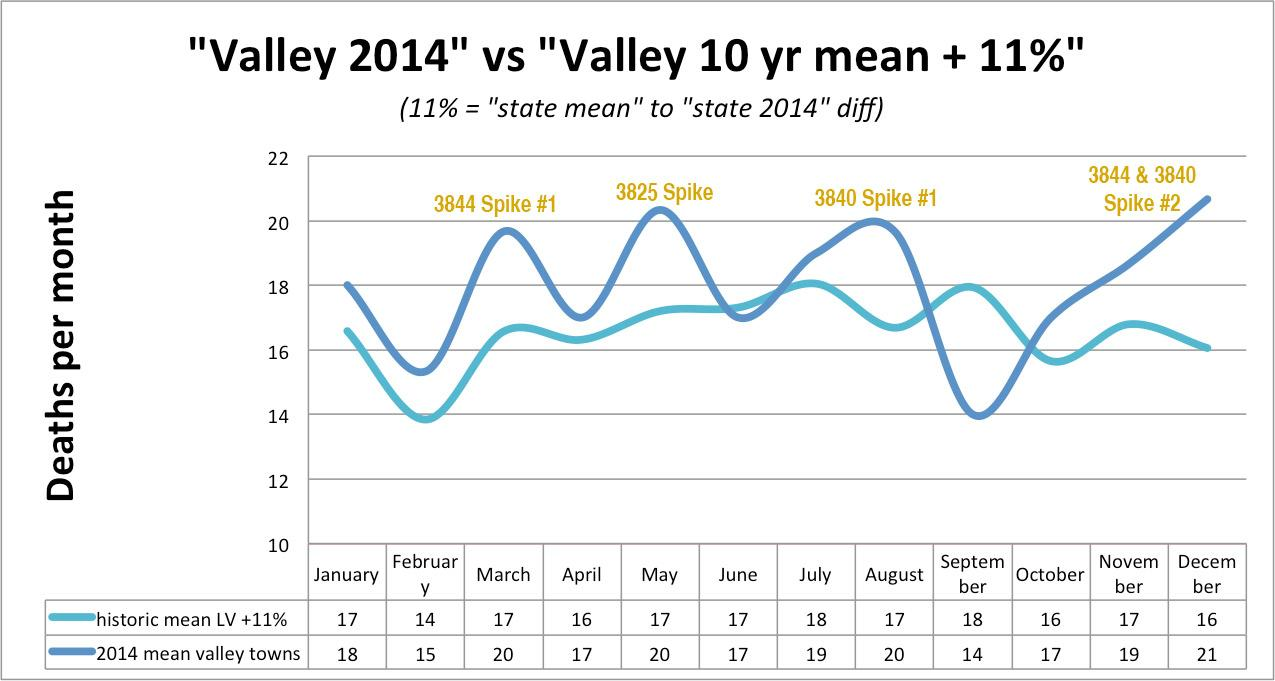 "Valley 2014" vs "Valley 10 yr mean + 11%"
(11% = "state mean" to "state 2014" diff)
Deaths per month
22
20
18
16
14
12
10
3844 Spike #1
3825 Spike
3840 Spike #1
3844 & 3840
Spike #2
January Februar March April May June July August Septem October Novem Decem
y ber ber ber
historic mean LV +11% 17 14 17 16 17 17 18 17 18 16 17 16
2014 mean valley towns 18 15 20 17 20 17 19 20 14 17 19 21